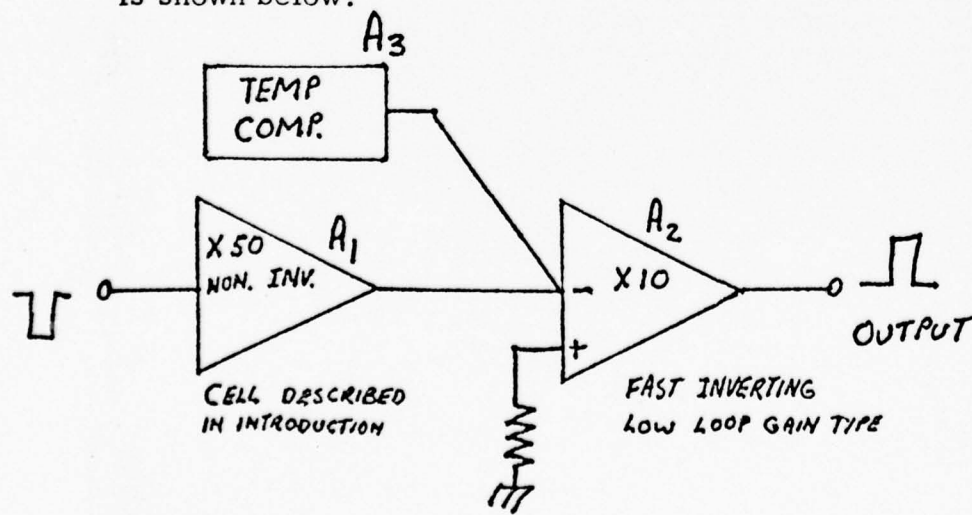 is shown below:
A3
TEMP
COMP.
X50
NON. INV.
A1
CELL DESCRIBED
IN INTRODUCTION
-
+
A2
X10
FAST INVERTING
LOW LOOP GAIN TYPE
OUTPUT